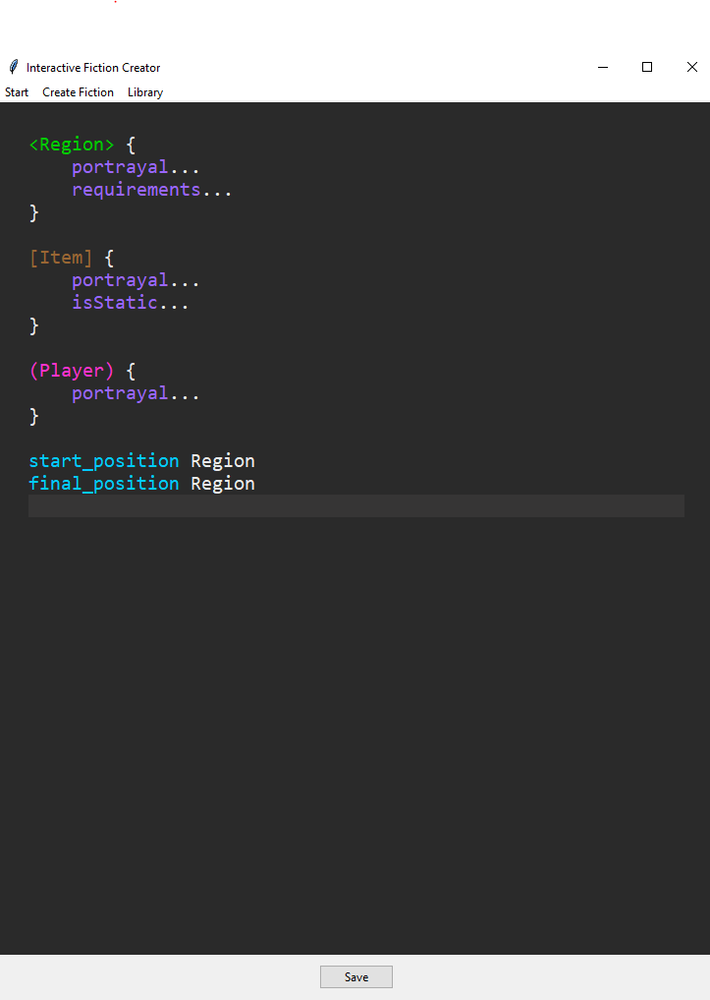 Interactive Fiction Creator
Start Create Fiction Library
<Region> {
portrayal...
requirements...
}
[Item] {
portrayal...
isStatic...
}
(Player) {
portrayal...
}
start_position Region
final_position Region
Save